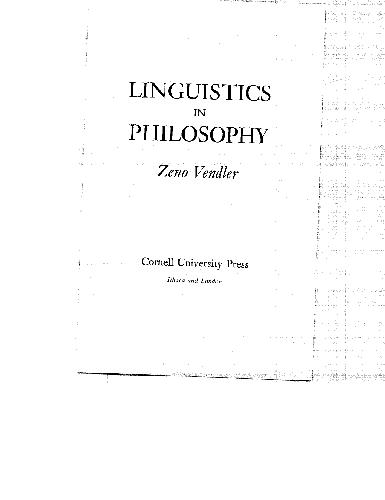 LINGUISTICS
IN
PHILOSOPHY
Zeno Vendler
Cornell University Press
Ithaca and London